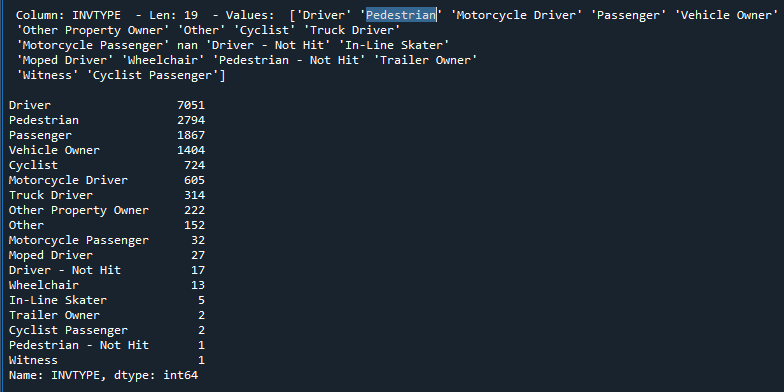 Column: INVTYPE  - Len: 19  - Values:  ['Driver' 'Pedestrian' 'Motorcycle Driver' 'Passenger' 'Vehicle Owner'
'Other Property Owner' 'Other' 'Cyclist' 'Truck Driver'
'Motorcycle Passenger' nan 'Driver - Not Hit' 'In-Line Skater'
'Moped Driver' 'Wheelchair' 'Pedestrian - Not Hit' 'Trailer Owner'
'Witness' 'Cyclist Passenger']
Driver 7051
Pedestrian 2794
Passenger 1867
Vehicle Owner 1404
Cyclist 724
Motorcycle Driver 605
Truck Driver 314
Other Property Owner 222
Other 152
Motorcycle Passenger 32
Moped Driver 27
Driver - Not Hit 17
Wheelchair 13
In-Line Skater 5
Trailer Owner 2
Cyclist Passenger 2
Pedestrian - Not Hit 1
Witness 1
Name: INVTYPE, dtype: int64